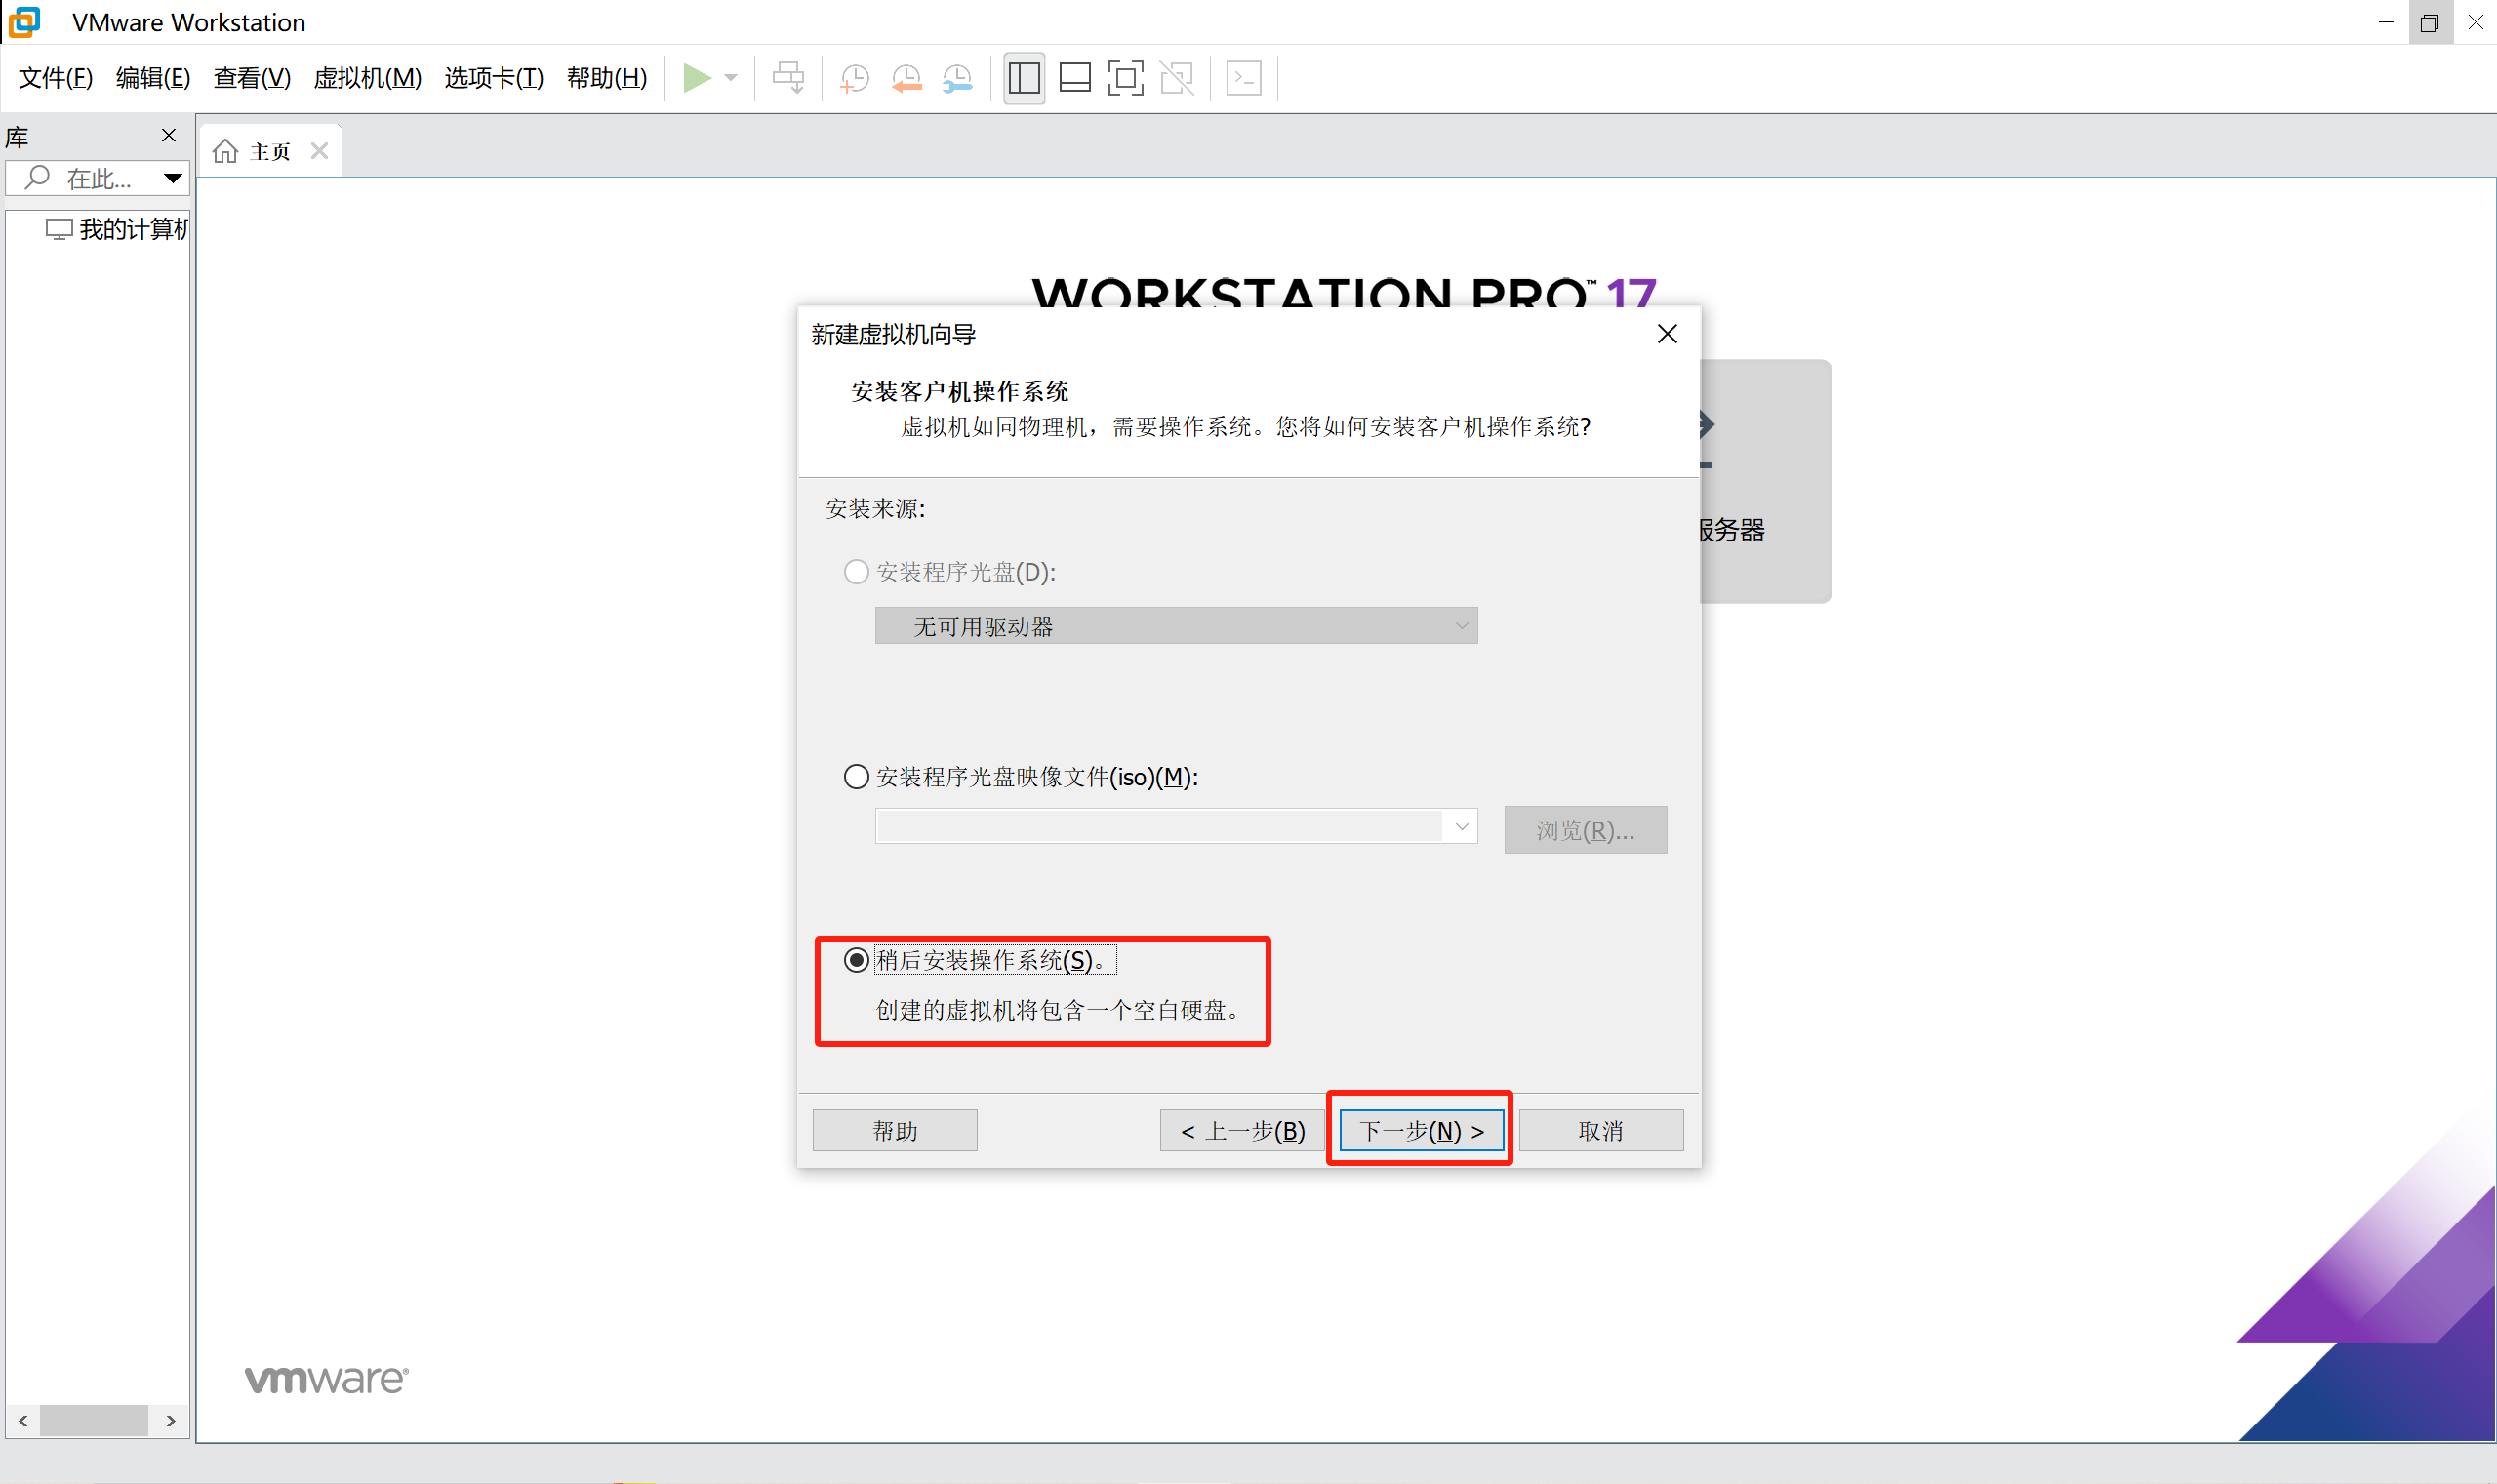 VMware Workstation
文件(F) 编辑(E) 查看(V) 虚拟机(M) 选项卡(T) 帮助(H)
库
主页
在此...
我的计算机
WORKSTATION PRO™ 17
新建虚拟机向导
安装客户机操作系统
虚拟机如同物理机，需要操作系统。您将如何安装客户机操作系统?
安装来源:
服务器
安装程序光盘(D):
无可用驱动器
安装程序光盘映像文件(iso)(M):
浏览(R)...
稍后安装操作系统(S)。
创建的虚拟机将包含一个空白硬盘。
帮助 < 上一步(B) 下一步(N) > 取消
vmware®